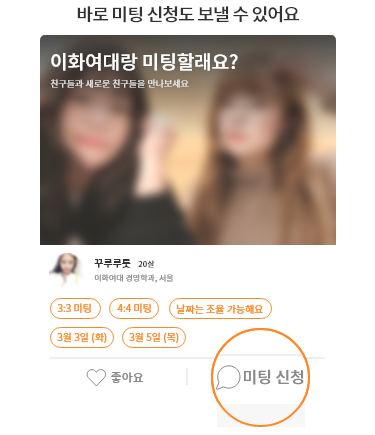 바로 미팅 신청도 보낼 수 있어요
이화여대랑 미팅할래요?
친구들과 새로운 친구들을 만나보세요
꾸루루룻 20살
이화여대 경영학과, 서울
3:3 미팅 4:4 미팅 날짜는 조율 가능해요
3월 3일 (화) 3월 5일 (목)
좋아요 미팅 신청